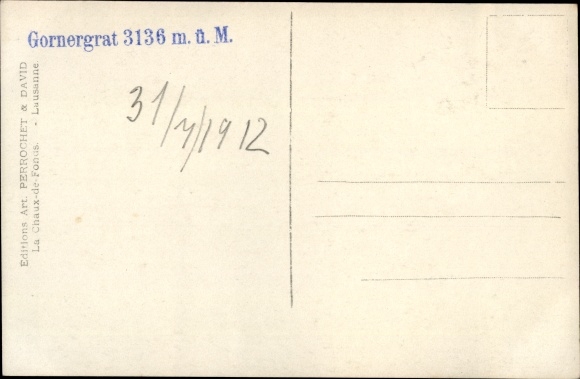 Gornergrat 3136 m. ü. M.
31/7/1912
Editions Art. PERROCHET & DAVID
La Chaux-de-Fonds. - Lausanne.